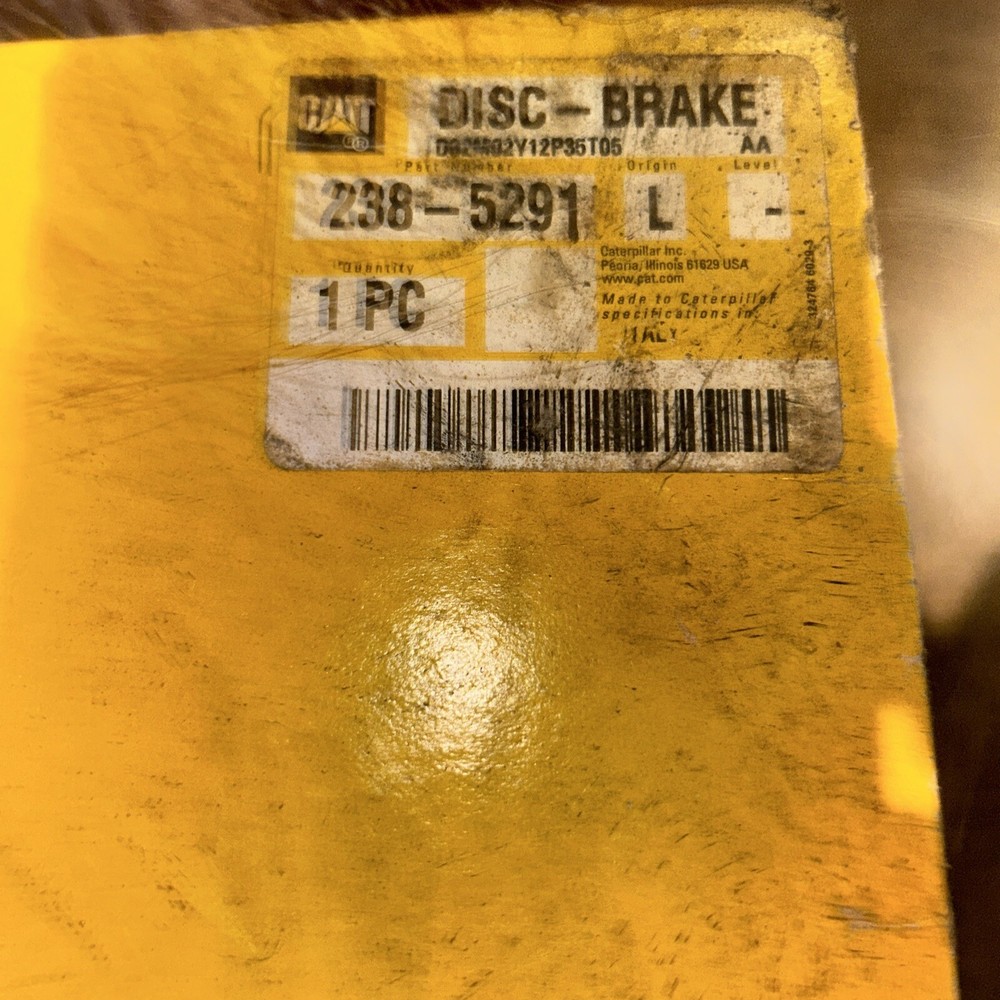 CAT®
DISC - BRAKE
AA
Part Number Origin Level
238-5291 L -
Quantity
1 PC
Caterpillar Inc.
Peoria, Illinois 61629 USA
www.cat.com
Made to Caterpillar
specifications in:
ITALY